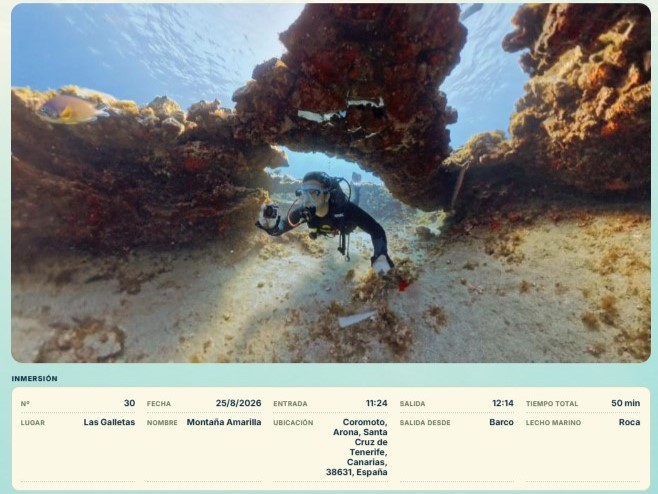 INMERSIÓN
Nº 30 FECHA 25/8/2026 ENTRADA 11:24 SALIDA 12:14 TIEMPO TOTAL 50 min
LUGAR Las Galletas NOMBRE Montaña Amarilla UBICACIÓN Coromoto, SALIDA DESDE Barco LECHO MARINO Roca
Arona, Santa
Cruz de
Tenerife,
Canarias,
38631, España